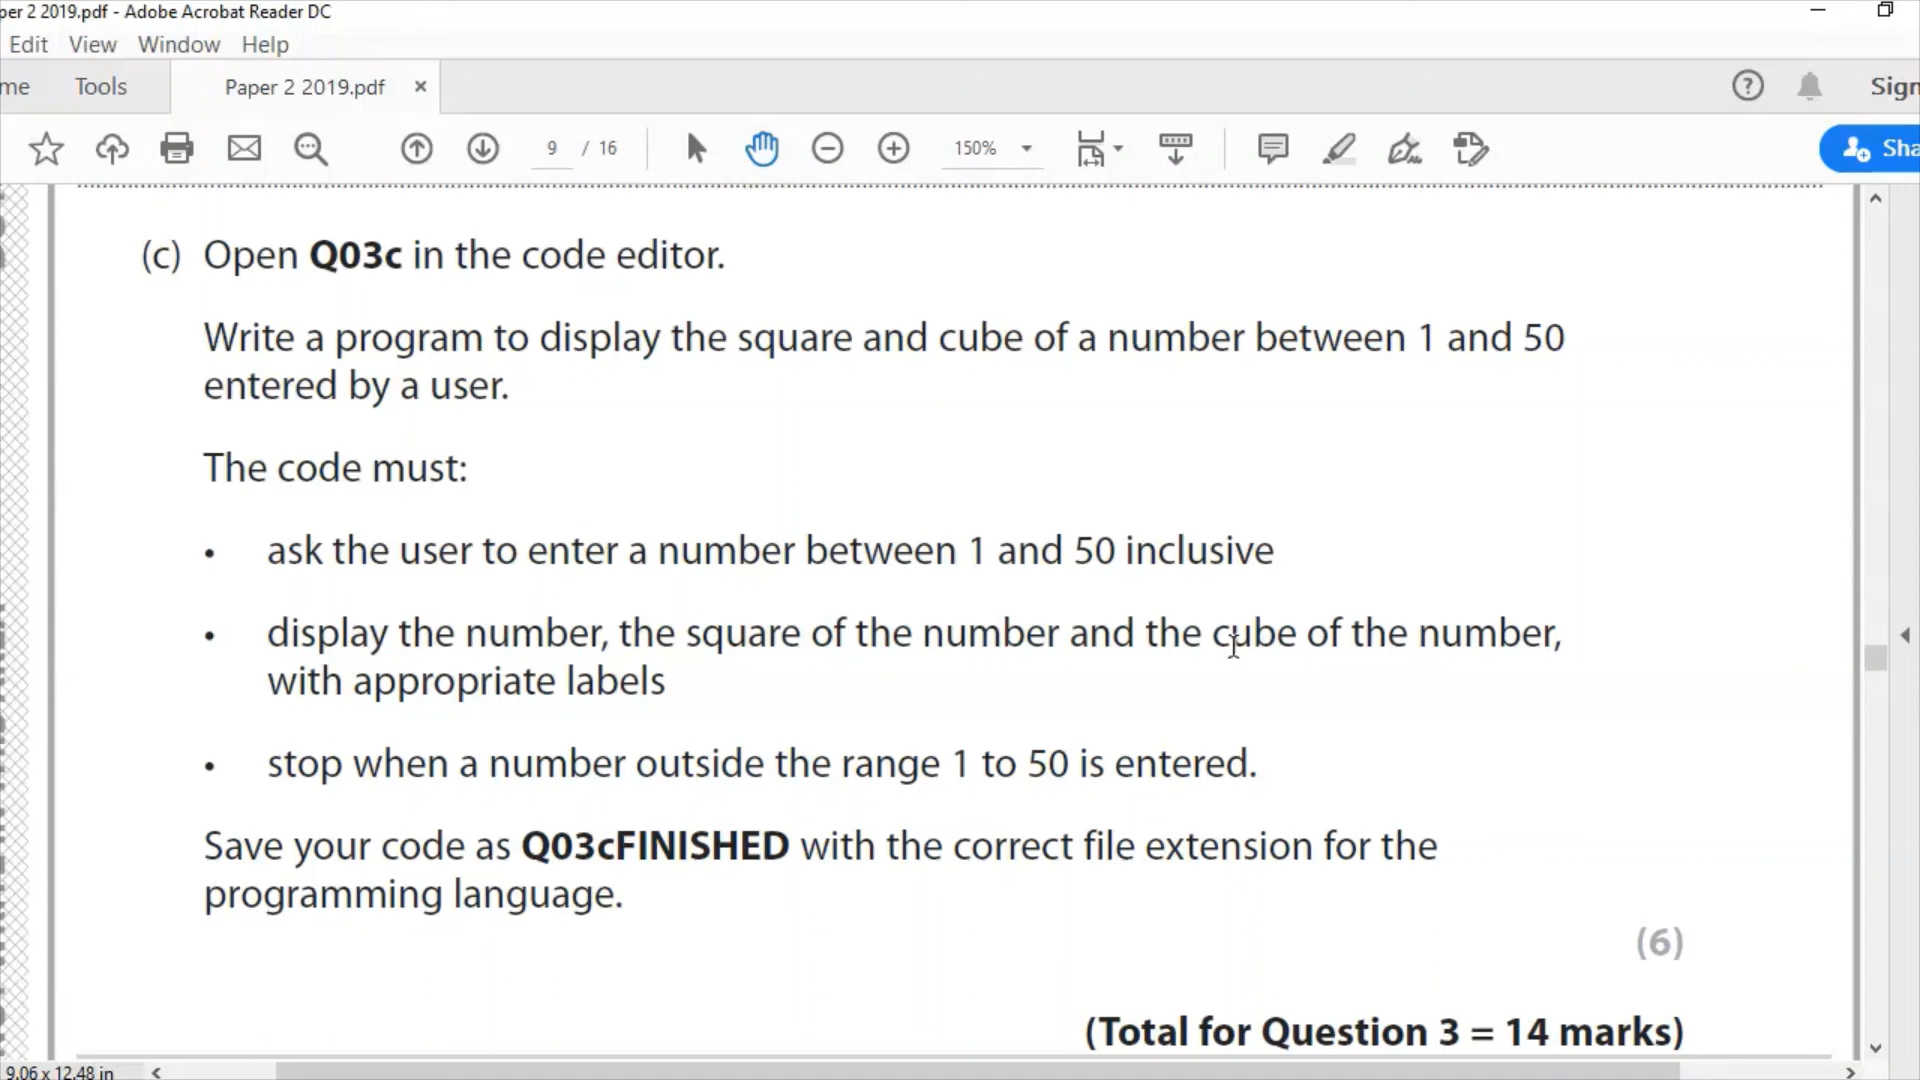 per 2 2019.pdf - Adobe Acrobat Reader DC
Edit View Window Help
me Tools Paper 2 2019.pdf ×
Sign
9 / 16 150%
Sha
(c) Open Q03c in the code editor.
Write a program to display the square and cube of a number between 1 and 50
entered by a user.
The code must:
• ask the user to enter a number between 1 and 50 inclusive
• display the number, the square of the number and the cube of the number,
with appropriate labels
• stop when a number outside the range 1 to 50 is entered.
Save your code as Q03cFINISHED with the correct file extension for the
programming language.
(6)
(Total for Question 3 = 14 marks)
9.06 x 12.48 in